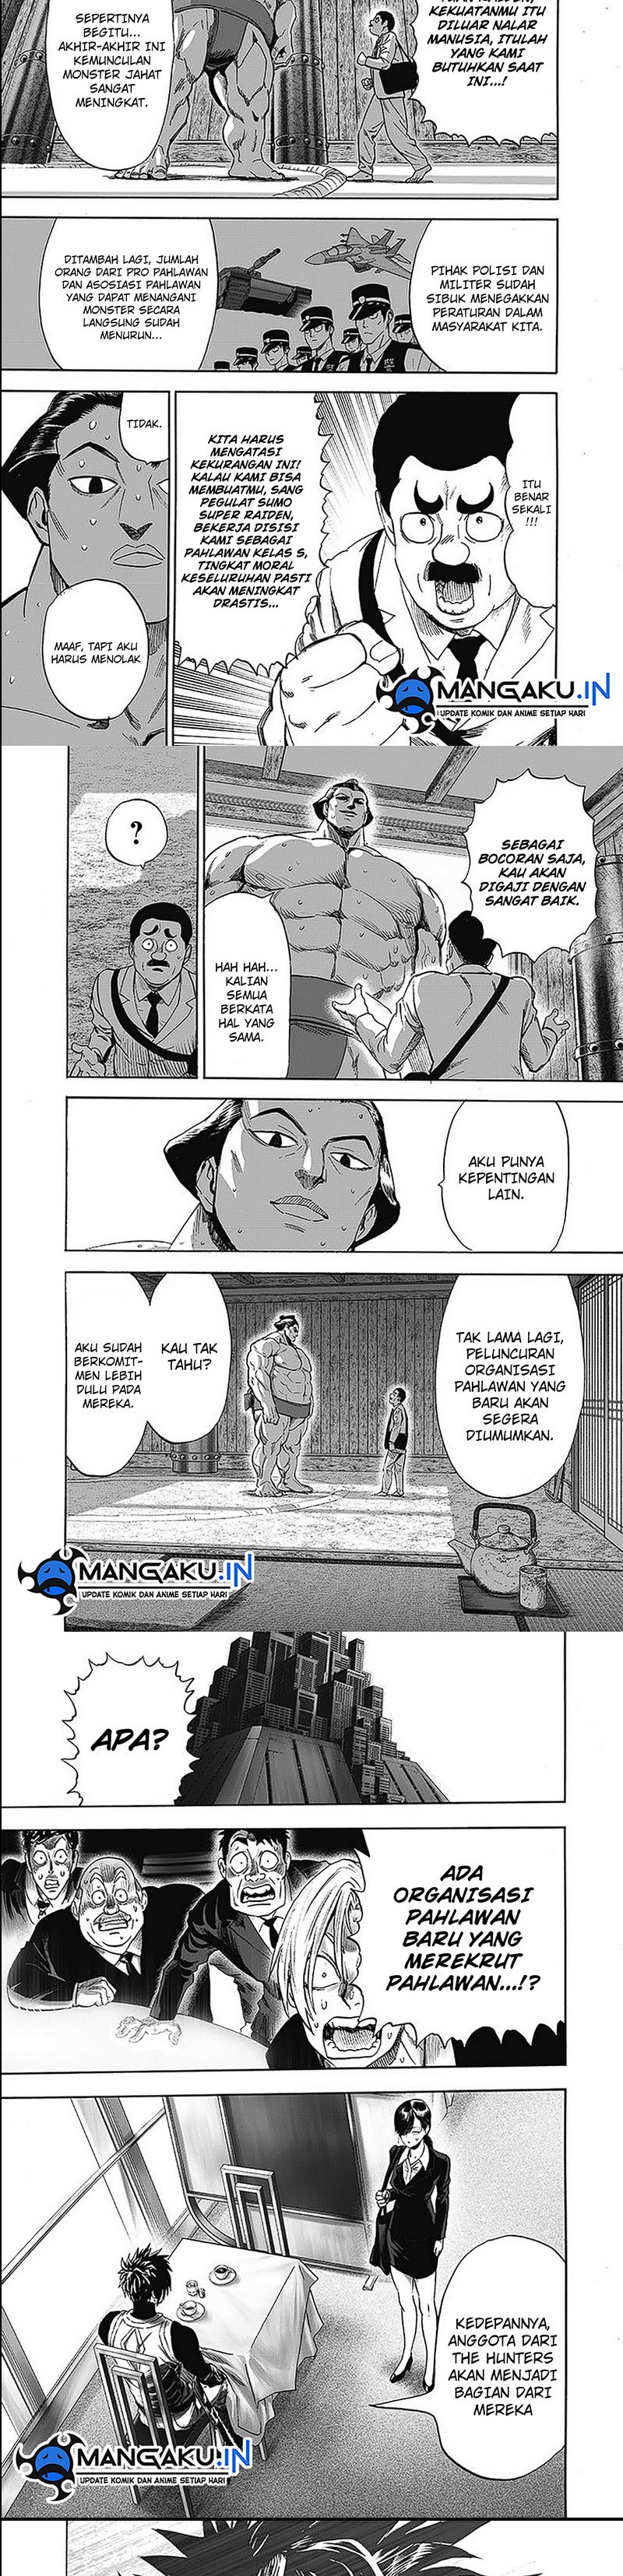 TUAN RAIDEN,
KEKUATANMU ITU
DILUAR NALAR
MANUSIA, ITULAH
YANG KAMI
BUTUHKAN SAAT
INI...!
SEPERTINYA
BEGITU...
AKHIR-AKHIR INI
KEMUNCULAN
MONSTER JAHAT
SANGAT
MENINGKAT.
PIHAK POLISI DAN
MILITER SUDAH
SIBUK MENEGAKKAN
PERATURAN DALAM
MASYARAKAT KITA.
DITAMBAH LAGI, JUMLAH
ORANG DARI PRO PAHLAWAN
DAN ASOSIASI PAHLAWAN
YANG DAPAT MENANGANI
MONSTER SECARA
LANGSUNG SUDAH
MENURUN...
ITU
BENAR
SEKALI
!!!
KITA HARUS
MENGATASI
KEKURANGAN INI!
KALAU KAMI BISA
MEMBUATMU, SANG
PEGULAT SUMO
SUPER RAIDEN,
BEKERJA DISISI
KAMI SEBAGAI
PAHLAWAN KELAS S,
TINGKAT MORAL
KESELURUHAN PASTI
AKAN MENINGKAT
DRASTIS...
TIDAK.
MAAF, TAPI AKU
HARUS MENOLAK
MANGAKU.IN
UPDATE KOMIK DAN ANIME SETIAP HARI
SEBAGAI
BOCORAN SAJA,
KAU AKAN
DIGAJI DENGAN
SANGAT BAIK.
HAH HAH...
KALIAN
SEMUA
BERKATA
HAL YANG
SAMA.
?
AKU PUNYA
KEPENTINGAN
LAIN.
TAK LAMA LAGI,
PELUNCURAN
ORGANISASI
PAHLAWAN YANG
BARU AKAN
SEGERA
DIUMUMKAN.
KAU TAK
TAHU?
AKU SUDAH
BERKOMIT-
MEN LEBIH
DULU PADA
MEREKA.
MANGAKU.IN
UPDATE KOMIK DAN ANIME SETIAP HARI
APA?
ADA
ORGANISASI
PAHLAWAN
BARU YANG
MEREKRUT
PAHLAWAN...!?
KEDEPANNYA,
ANGGOTA DARI
THE HUNTERS
AKAN MENJADI
BAGIAN DARI
MEREKA
MANGAKU.IN
UPDATE KOMIK DAN ANIME SETIAP HARI